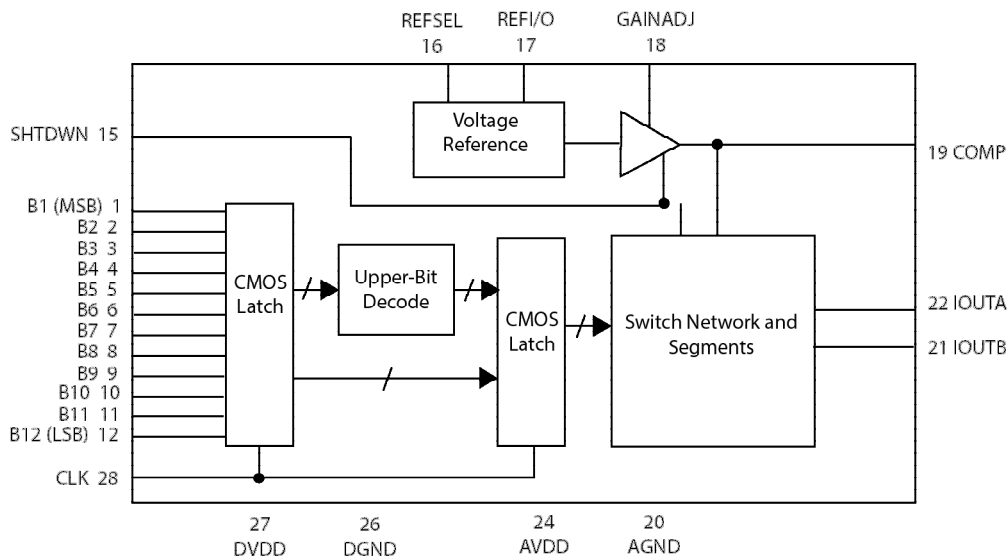 REFSEL
16
REFI/O
17
GAINADJ
18
SHTDWN 15
Voltage
Reference
19 COMP
B1 (MSB) 1
B2 2
B3 3
B4 4
B5 5
B6 6
B7 7
B8 8
B9 9
B10 10
B11 11
B12 (LSB) 12
CLK 28
CMOS
Latch
Upper-Bit
Decode
CMOS
Latch
Switch Network and
Segments
22 IOUTA
21 IOUTB
27
DVDD
26
DGND
24
AVDD
20
AGND